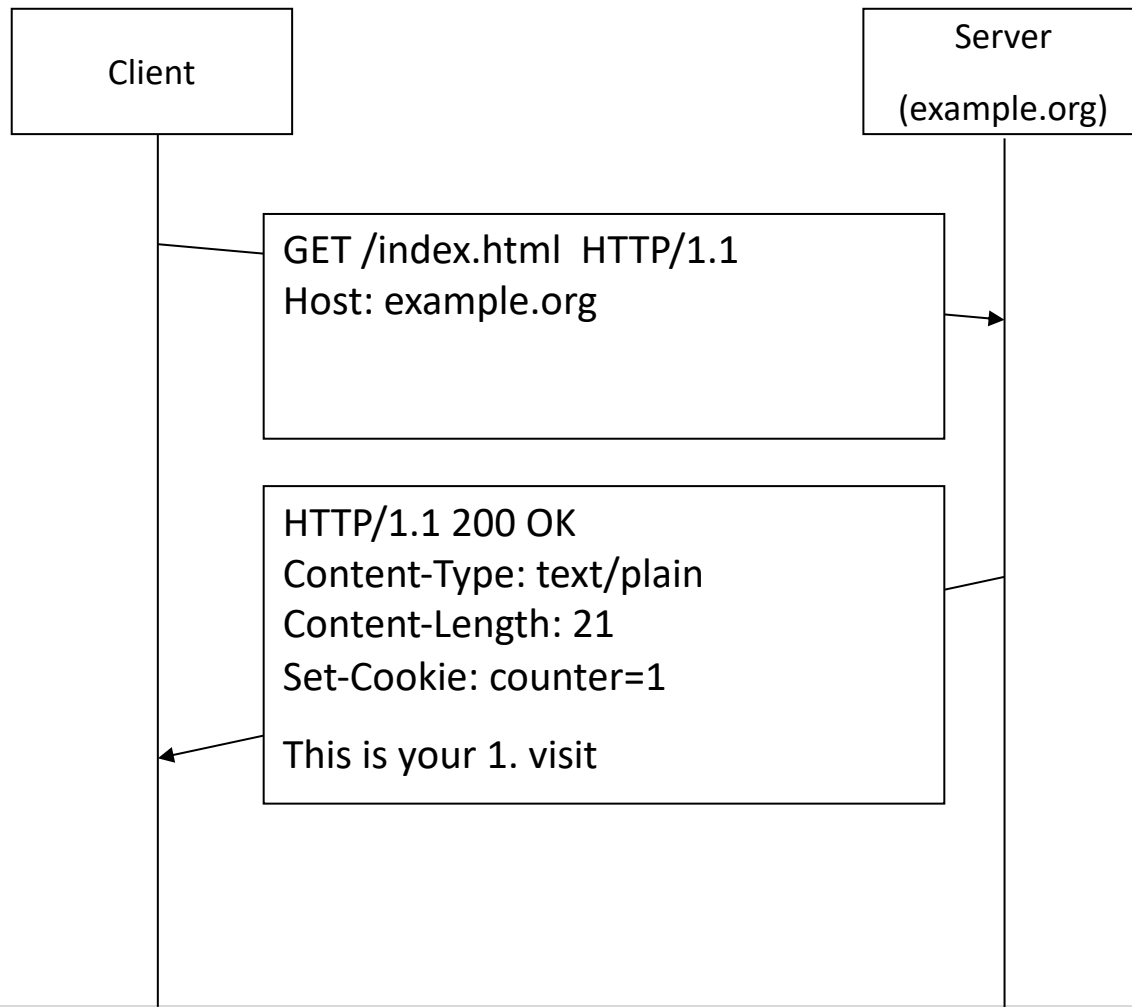 Client
Server
(example.org)
GET /index.html  HTTP/1.1
Host: example.org
HTTP/1.1 200 OK
Content-Type: text/plain
Content-Length: 21
Set-Cookie: counter=1
This is your 1. visit